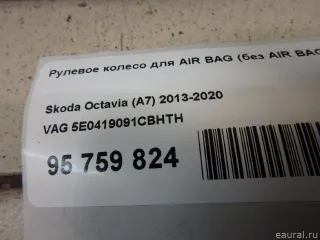 Рулевое колесо для AIR BAG (без AIR BAG
Skoda Octavia (A7) 2013-2020
VAG 5E0419091CBHTH
95 759 824
eaural.ru